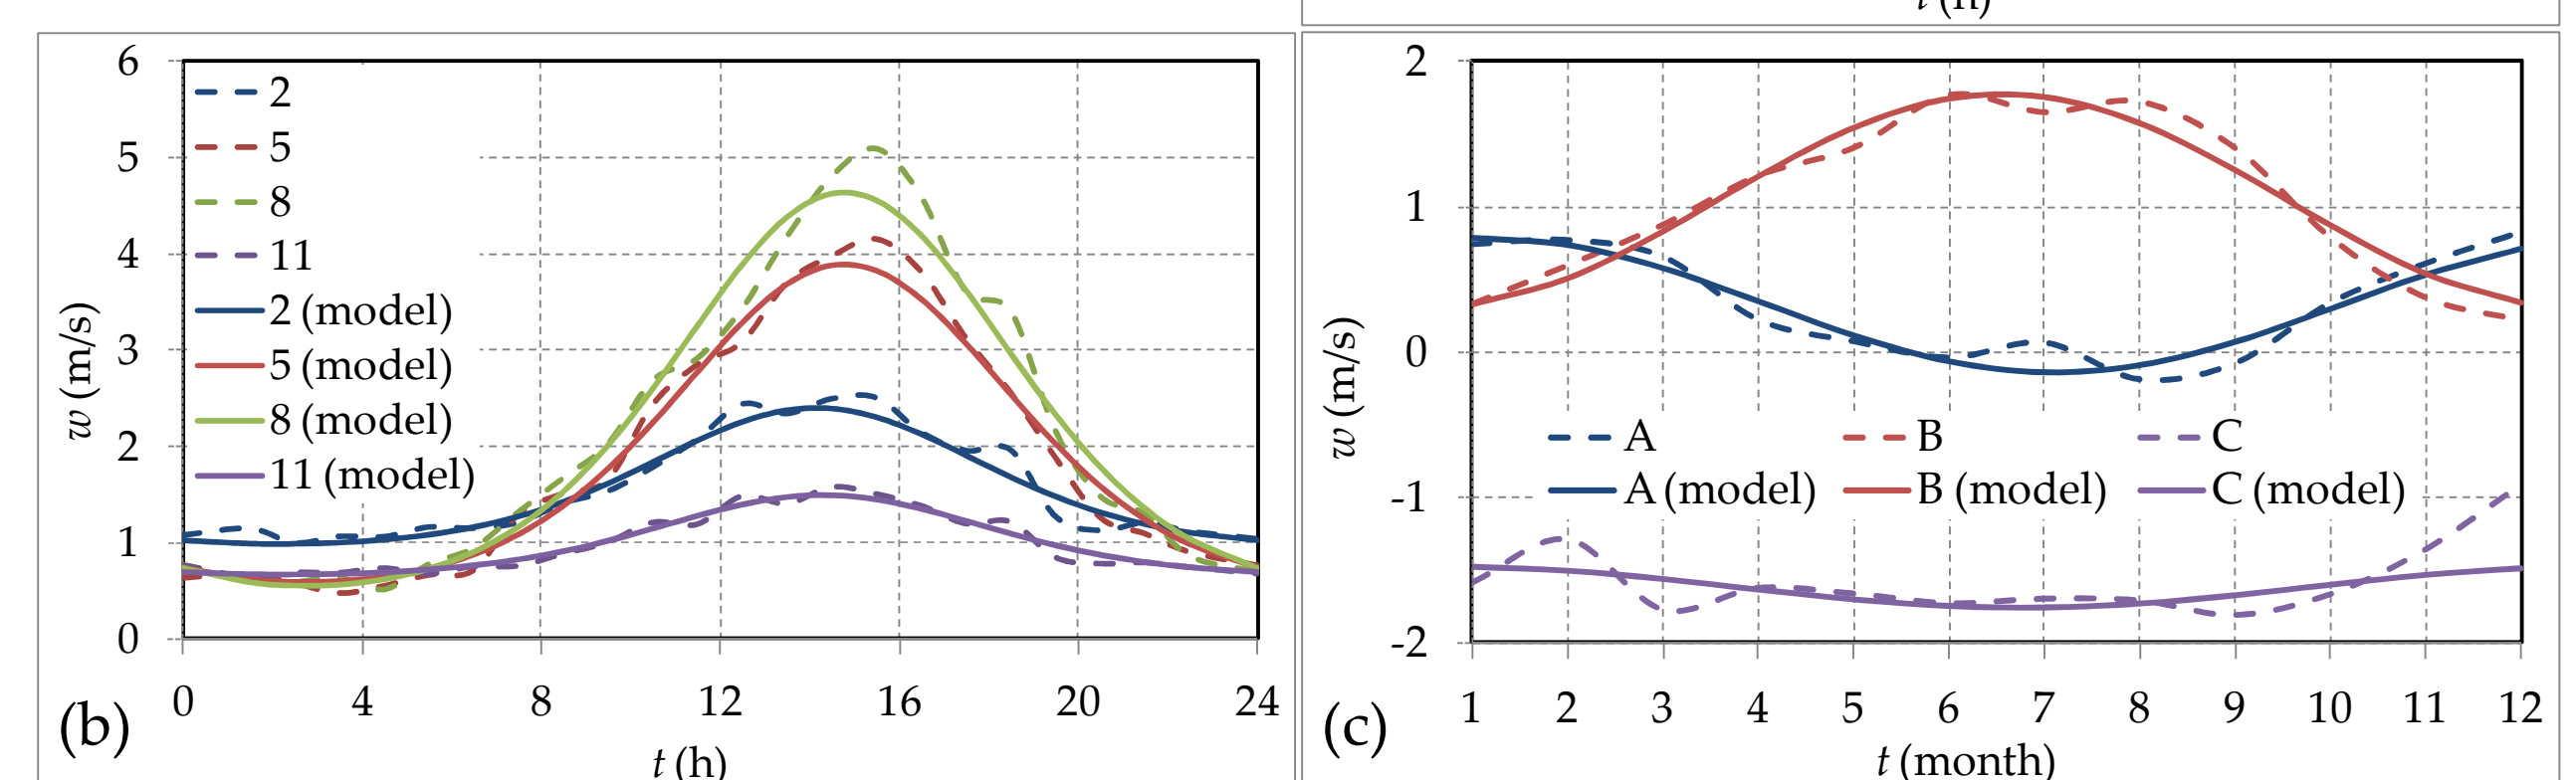 t (h)
6
5
4
3
2
1
0
w (m/s)
2
5
8
11
2 (model)
5 (model)
8 (model)
11 (model)
0 4 8 12 16 20 24
t (h)
(b)
2
1
0
-1
-2
w (m/s)
A B C
A (model) B (model) C (model)
1 2 3 4 5 6 7 8 9 10 11 12
t (month)
(c)